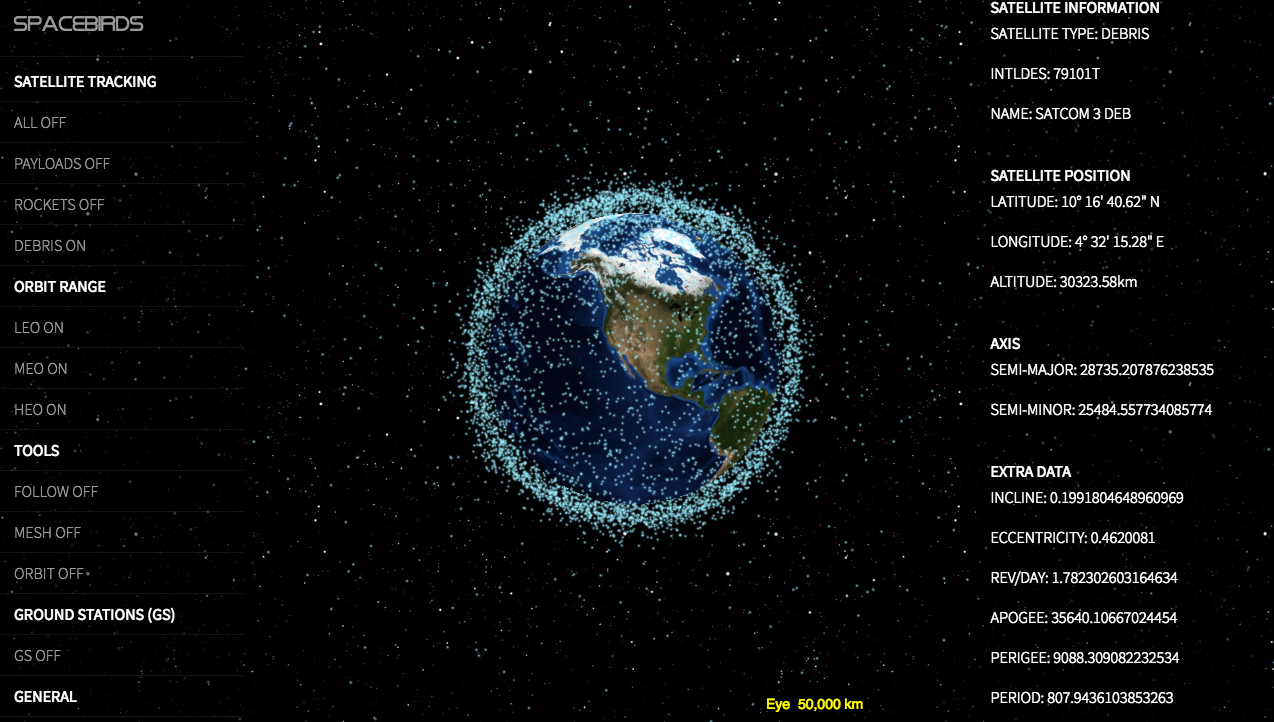 SPACEBIRDS
SATELLITE TRACKING
ALL OFF
PAYLOADS OFF
ROCKETS OFF
DEBRIS ON
ORBIT RANGE
LEO ON
MEO ON
HEO ON
TOOLS
FOLLOW OFF
MESH OFF
ORBIT OFF
GROUND STATIONS (GS)
GS OFF
GENERAL
Eye 50,000 km
SATELLITE INFORMATION
SATELLITE TYPE: DEBRIS
INTLDES: 79101T
NAME: SATCOM 3 DEB
SATELLITE POSITION
LATITUDE: 10° 16' 40.62" N
LONGITUDE: 4° 32' 15.28" E
ALTITUDE: 30323.58km
AXIS
SEMI-MAJOR: 28735.207876238535
SEMI-MINOR: 25484.557734085774
EXTRA DATA
INCLINE: 0.1991804648960969
ECCENTRICITY: 0.4620081
REV/DAY: 1.782302603164634
APOGEE: 35640.10667024454
PERIGEE: 9088.309082232534
PERIOD: 807.9436103853263